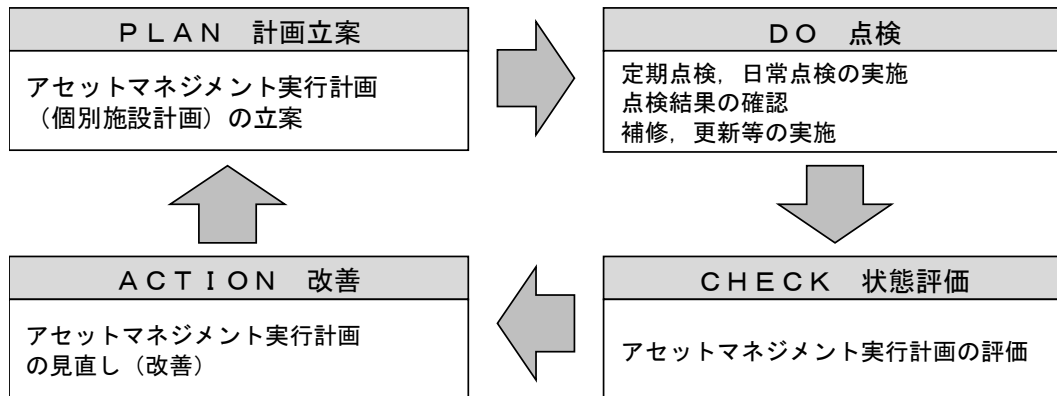 ＰＬＡＮ　計画立案
アセットマネジメント実行計画
（個別施設計画）の立案
ＤＯ　点検
定期点検，日常点検の実施
点検結果の確認
補修，更新等の実施
ＡＣＴＩＯＮ　改善
アセットマネジメント実行計画
の見直し（改善）
ＣＨＥＣＫ　状態評価
アセットマネジメント実行計画の評価